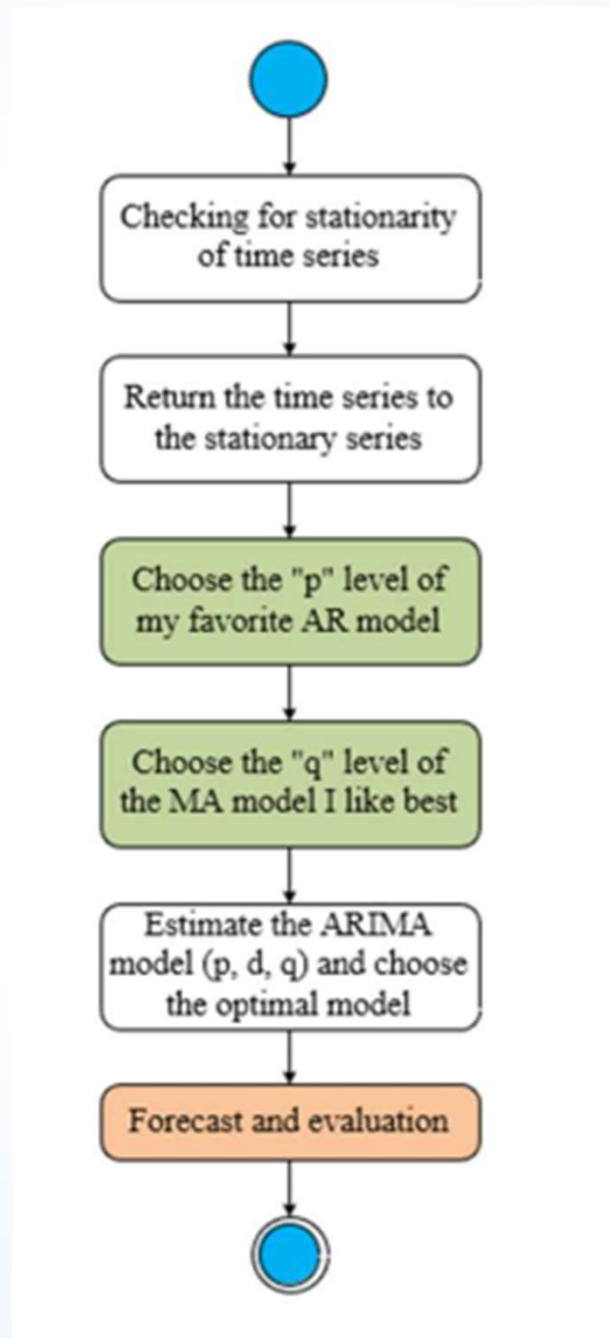 Checking for stationarity
of time series
Return the time series to
the stationary series
Choose the "p" level of
my favorite AR model
Choose the "q" level of
the MA model I like best
Estimate the ARIMA
model (p, d, q) and choose
the optimal model
Forecast and evaluation